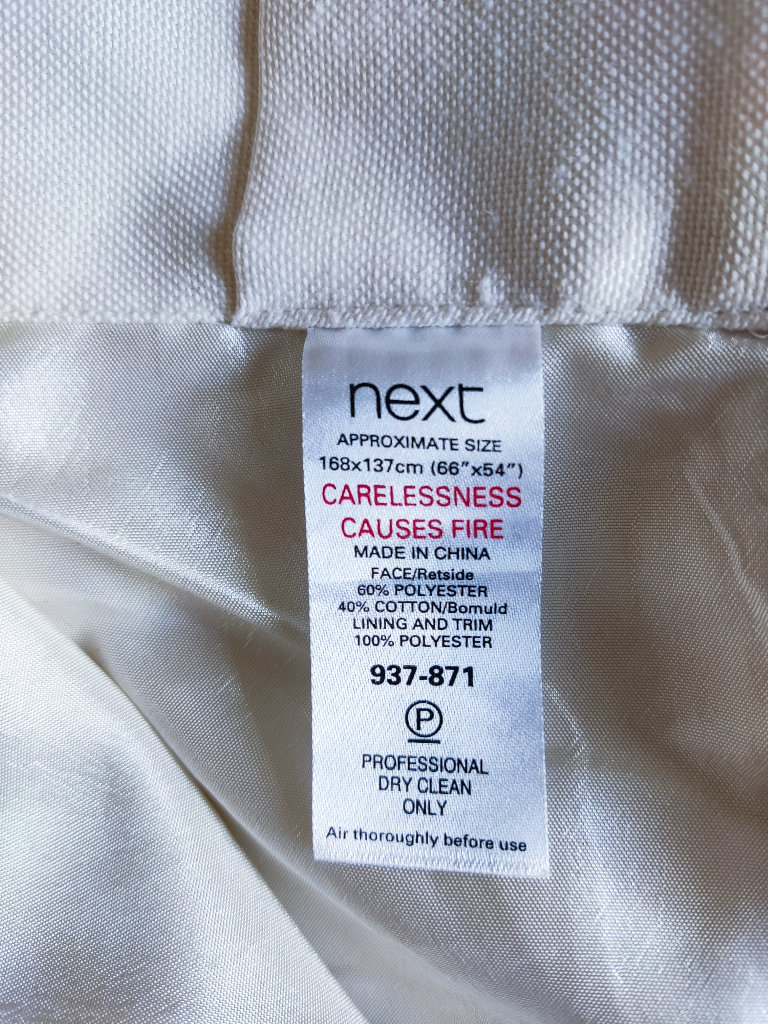 next
APPROXIMATE SIZE
168x137cm (66”x54”)
CARELESSNESS
CAUSES FIRE
MADE IN CHINA
FACE/Retside
60% POLYESTER
40% COTTON/Bomuld
LINING AND TRIM
100% POLYESTER
937-871
P
PROFESSIONAL
DRY CLEAN
ONLY
Air thoroughly before use